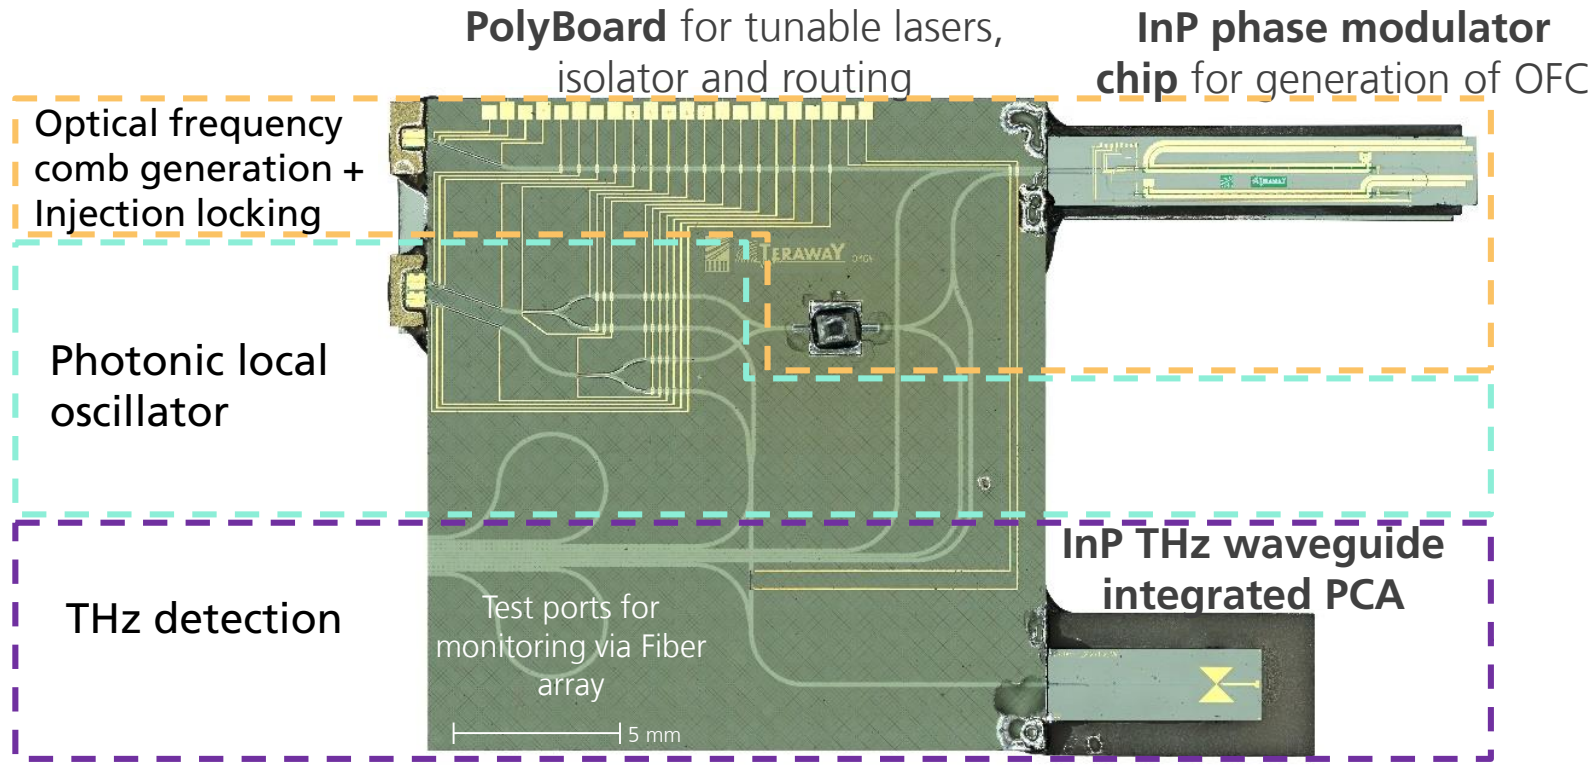 PolyBoard for tunable lasers,
isolator and routing
InP phase modulator
chip for generation of OFC
Optical frequency
comb generation +
Injection locking
TERAWAY
TERAWAY
Photonic local
oscillator
THz detection
InP THz waveguide
integrated PCA
Test ports for
monitoring via Fiber
array
5 mm